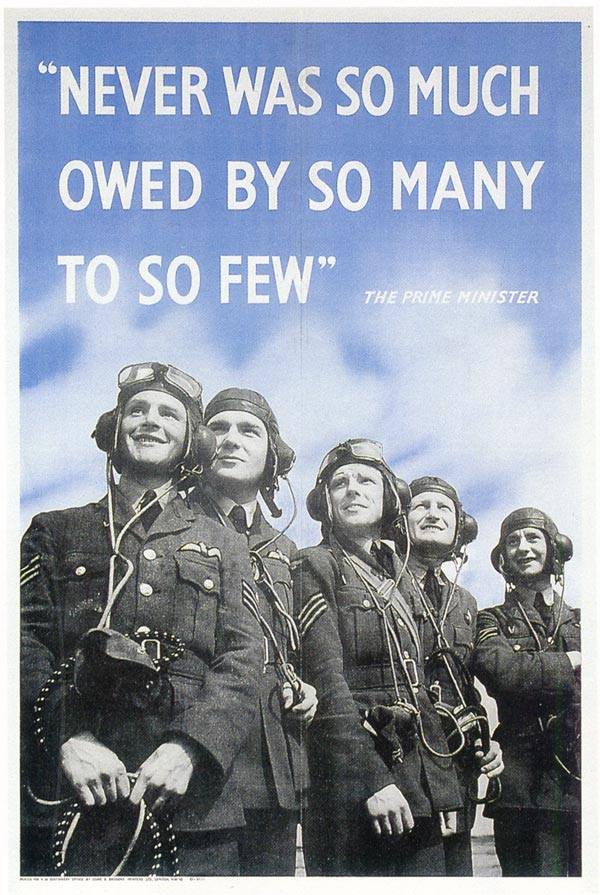 “NEVER WAS SO MUCH
OWED BY SO MANY
TO SO FEW”
THE PRIME MINISTER